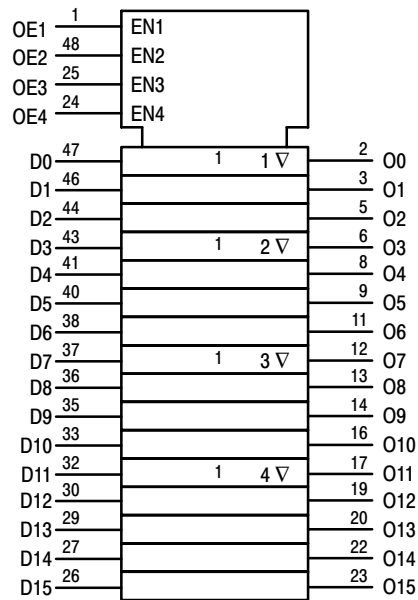 OE1 1 EN1
OE2 48 EN2
OE3 25 EN3
OE4 24 EN4
D0 47 1 1 ∇ 2 O0
D1 46 3 O1
D2 44 5 O2
D3 43 1 2 ∇ 6 O3
D4 41 8 O4
D5 40 9 O5
D6 38 11 O6
D7 37 1 3 ∇ 12 O7
D8 36 13 O8
D9 35 14 O9
D10 33 16 O10
D11 32 1 4 ∇ 17 O11
D12 30 19 O12
D13 29 20 O13
D14 27 22 O14
D15 26 23 O15